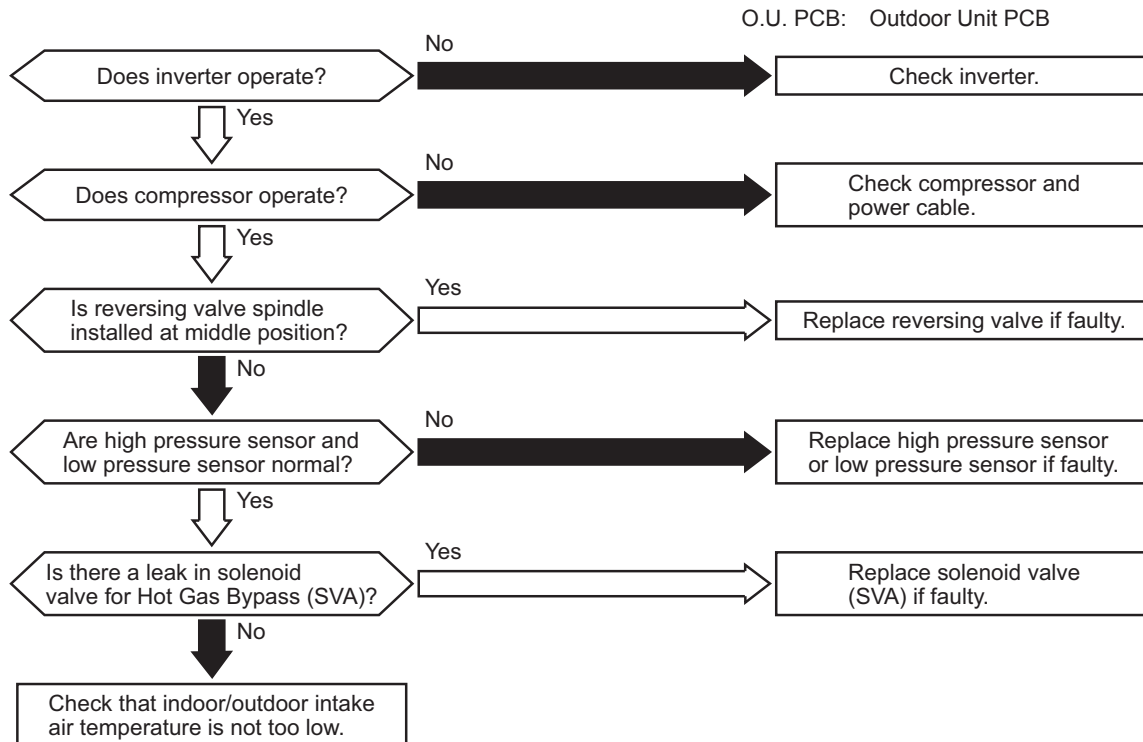 O.U. PCB: Outdoor Unit PCB
No
Does inverter operate?
Check inverter.
Yes
No
Does compressor operate?
Check compressor and
power cable.
Yes
Yes
Is reversing valve spindle
installed at middle position?
Replace reversing valve if faulty.
No
No
Are high pressure sensor and
low pressure sensor normal?
Replace high pressure sensor
or low pressure sensor if faulty.
Yes
Yes
Is there a leak in solenoid
valve for Hot Gas Bypass (SVA)?
Replace solenoid valve
(SVA) if faulty.
No
Check that indoor/outdoor intake
air temperature is not too low.